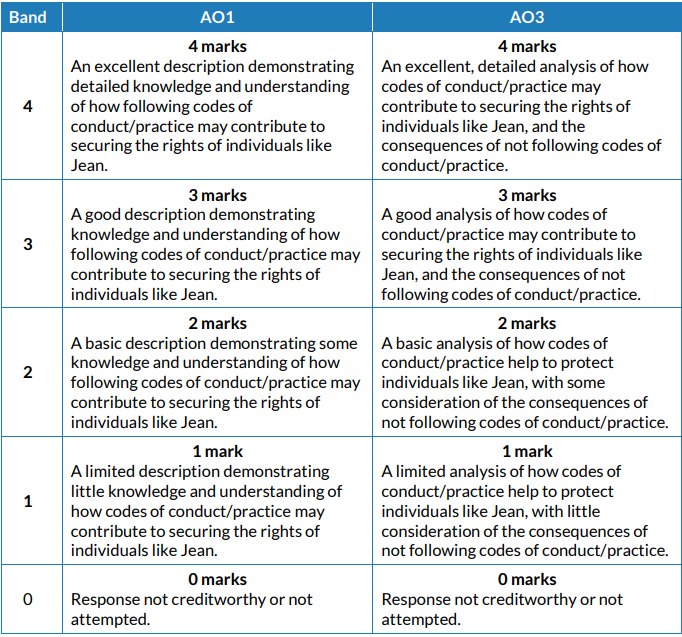 Band AO1 AO3
4
4 marks
An excellent description demonstrating
detailed knowledge and understanding
of how following codes of
conduct/practice may contribute to
securing the rights of individuals like
Jean.
4 marks
An excellent, detailed analysis of how
codes of conduct/practice may
contribute to securing the rights of
individuals like Jean, and the
consequences of not following codes of
conduct/practice.
3
3 marks
A good description demonstrating
knowledge and understanding of how
following codes of conduct/practice may
contribute to securing the rights of
individuals like Jean.
3 marks
A good analysis of how codes of
conduct/practice may contribute to
securing the rights of individuals like
Jean, and the consequences of not
following codes of conduct/practice.
2
2 marks
A basic description demonstrating some
knowledge and understanding of how
following codes of conduct/practice may
contribute to securing the rights of
individuals like Jean.
2 marks
A basic analysis of how codes of
conduct/practice help to protect
individuals like Jean, with some
consideration of the consequences of
not following codes of conduct/practice.
1
1 mark
A limited description demonstrating
little knowledge and understanding of
how codes of conduct/practice may
contribute to securing the rights of
individuals like Jean.
1 mark
A limited analysis of how codes of
conduct/practice help to protect
individuals like Jean, with little
consideration of the consequences of
not following codes of conduct/practice.
0
0 marks
Response not creditworthy or not
attempted.
0 marks
Response not creditworthy or not
attempted.